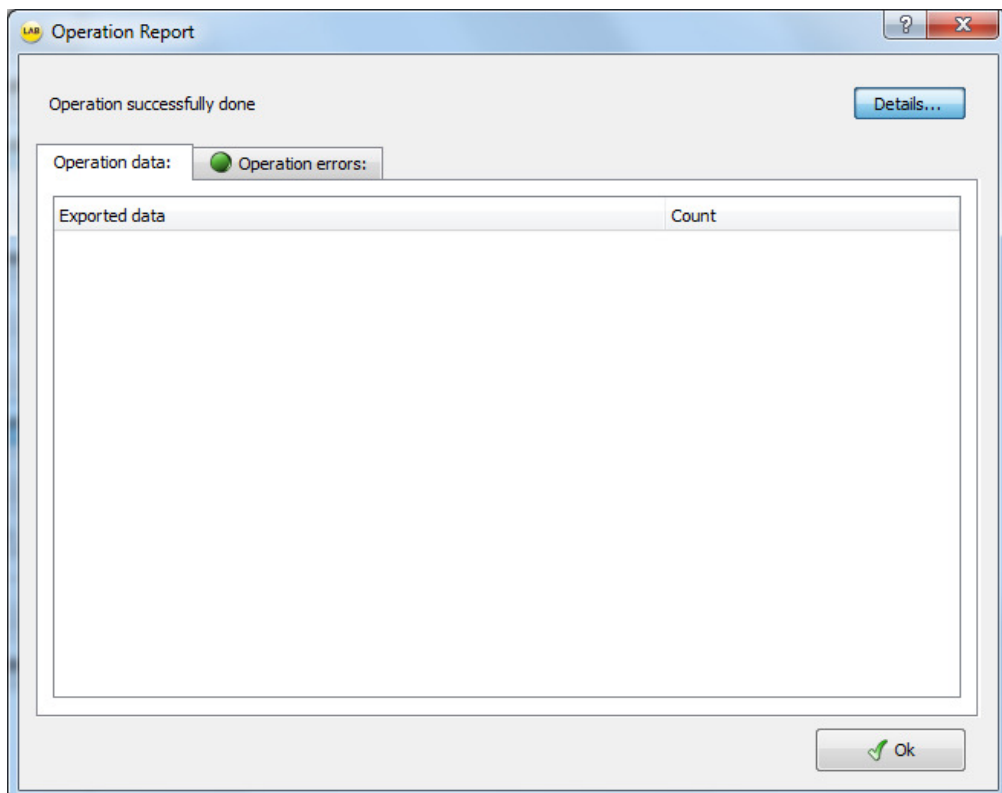 LAB Operation Report ?
Operation successfully done Details...
Operation data: Operation errors:
Exported data Count
Ok